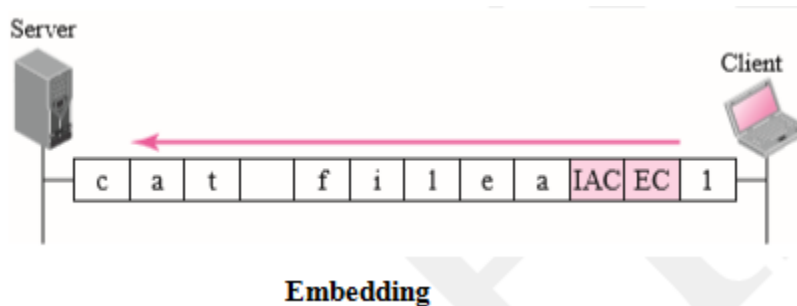 Server
Client
c a t f i l e a IAC EC 1
Embedding